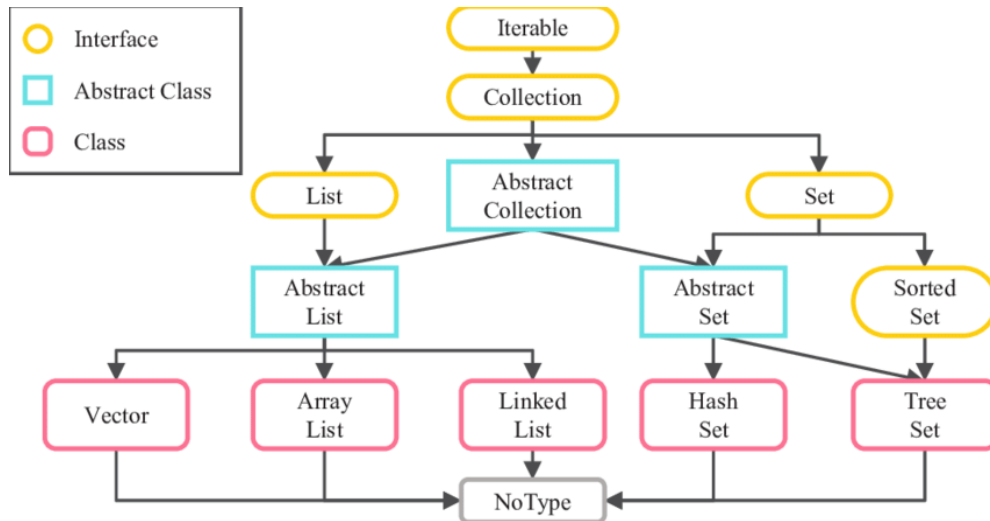 Interface
Abstract Class
Class
Iterable
Collection
List
Abstract
Collection
Set
Abstract
List
Abstract
Set
Sorted
Set
Vector
Array
List
Linked
List
Hash
Set
Tree
Set
NoType